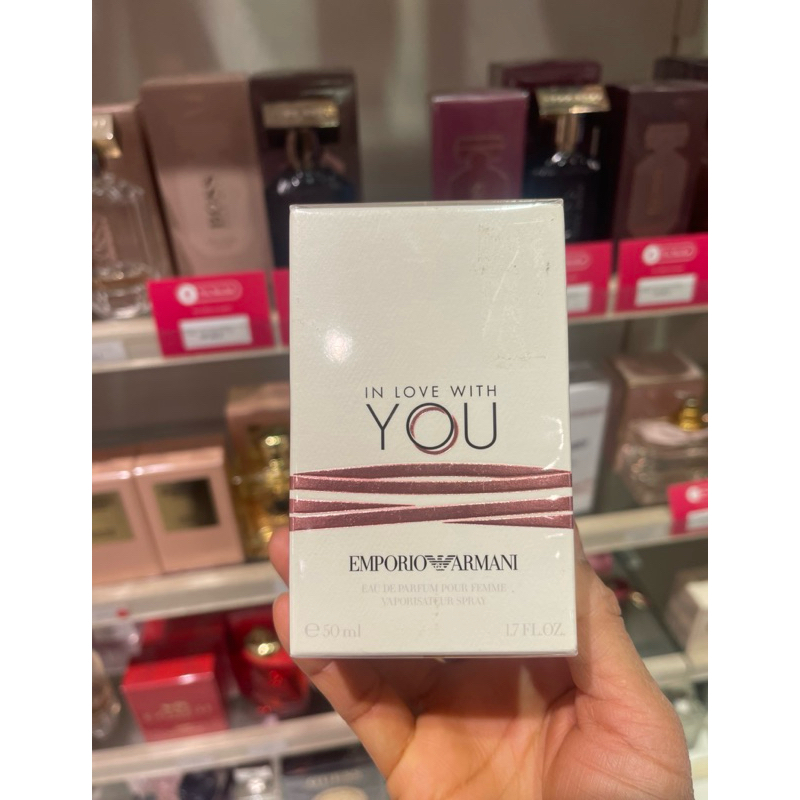 BOSS
IN LOVE WITH
YOU
EMPORIO ARMANI
EAU DE PARFUM POUR FEMME
VAPORISATEUR SPRAY
℮50 ml
1.7 FL.OZ.